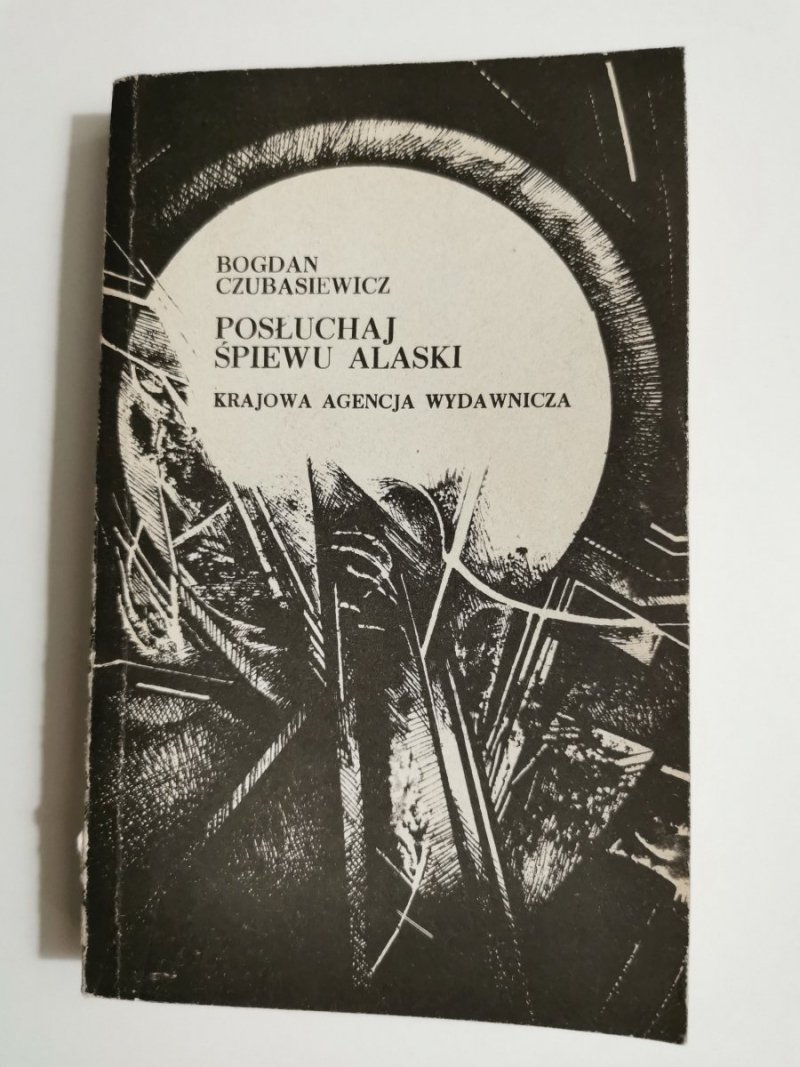 BOGDAN
CZUBASIEWICZ
POSŁUCHAJ
ŚPIEWU ALASKI
KRAJOWA AGENCJA WYDAWNICZA